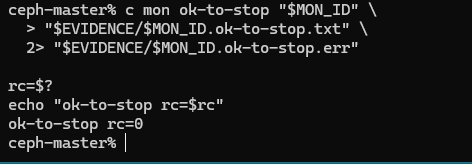 ceph-master% c mon ok-to-stop "$MON_ID" \
> "$EVIDENCE/$MON_ID.ok-to-stop.txt" \
2> "$EVIDENCE/$MON_ID.ok-to-stop.err"
rc=$?
echo "ok-to-stop rc=$rc"
ok-to-stop rc=0
ceph-master%